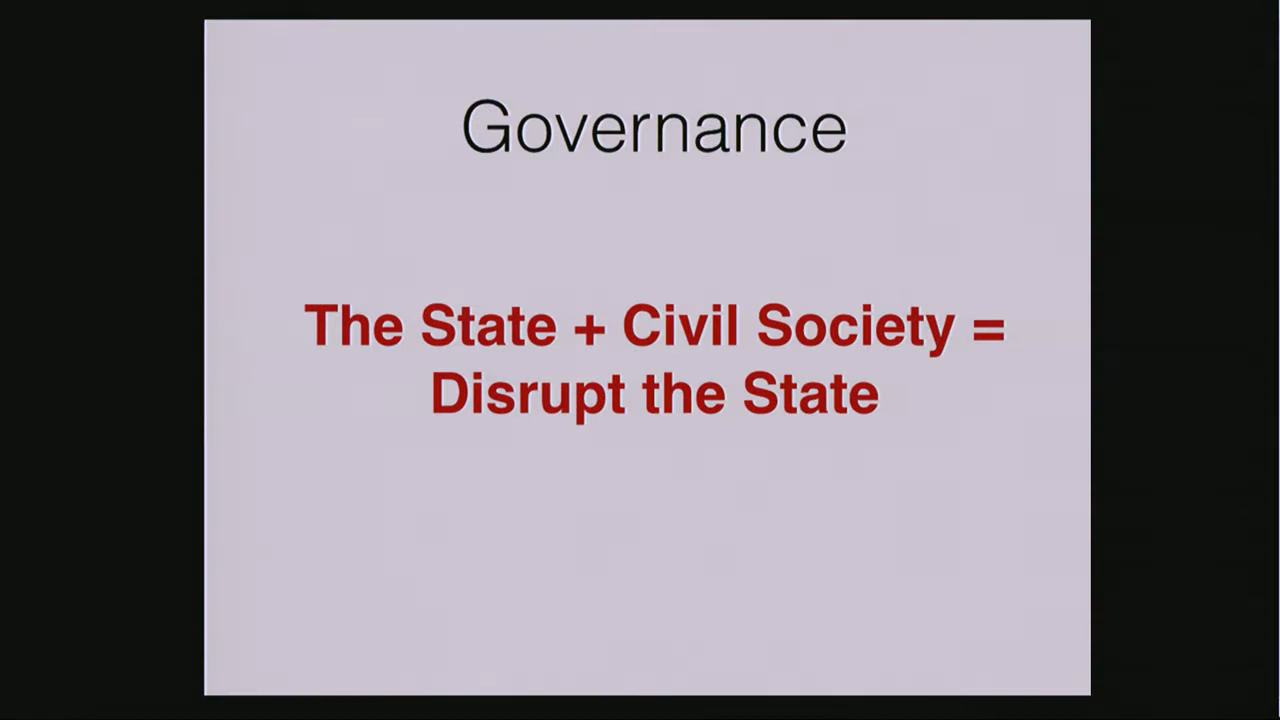 Governance
The State + Civil Society =
Disrupt the State